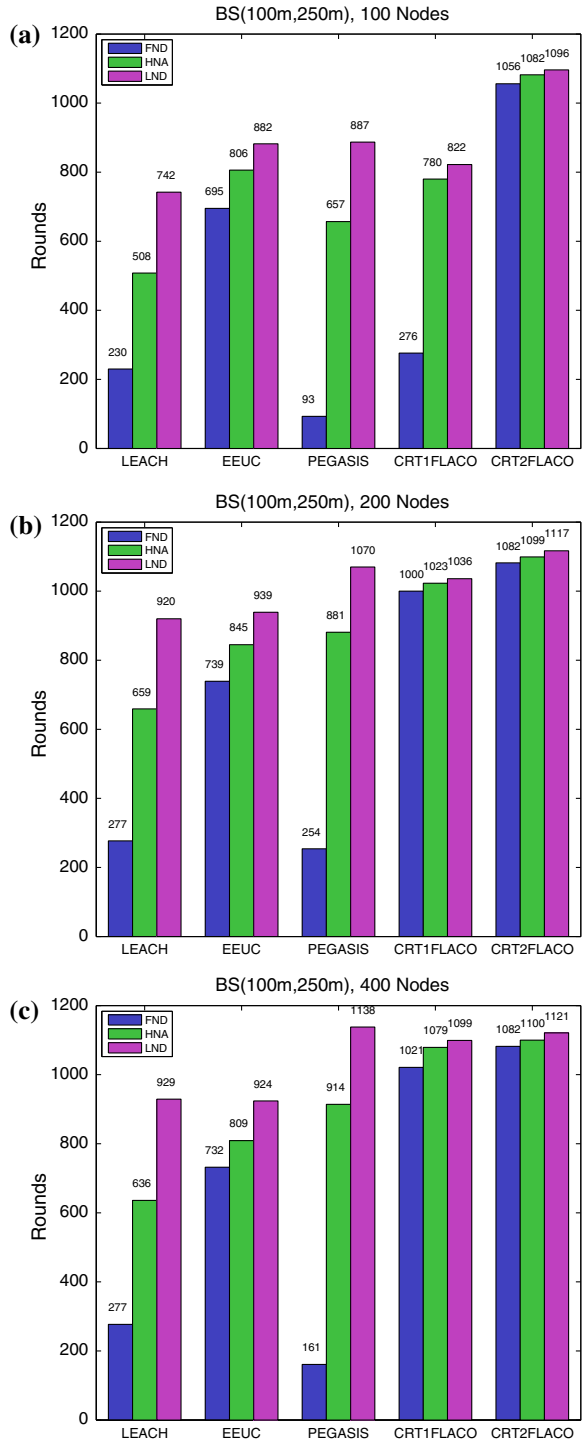 (a)
BS(100m,250m), 100 Nodes
FND
HNA
LND
Rounds
1200
1000
800
600
400
200
0
230
508
742
695
806
882
93
657
887
276
780
822
1056
1082
1096
LEACH
EEUC
PEGASIS
CRT1FLACO
CRT2FLACO
(b)
BS(100m,250m), 200 Nodes
FND
HNA
LND
Rounds
1200
1000
800
600
400
200
0
277
659
920
739
845
939
254
881
1070
1000
1023
1036
1082
1099
1117
LEACH
EEUC
PEGASIS
CRT1FLACO
CRT2FLACO
(c)
BS(100m,250m), 400 Nodes
FND
HNA
LND
Rounds
1200
1000
800
600
400
200
0
277
636
929
732
809
924
161
914
1138
1021
1079
1099
1082
1100
1121
LEACH
EEUC
PEGASIS
CRT1FLACO
CRT2FLACO